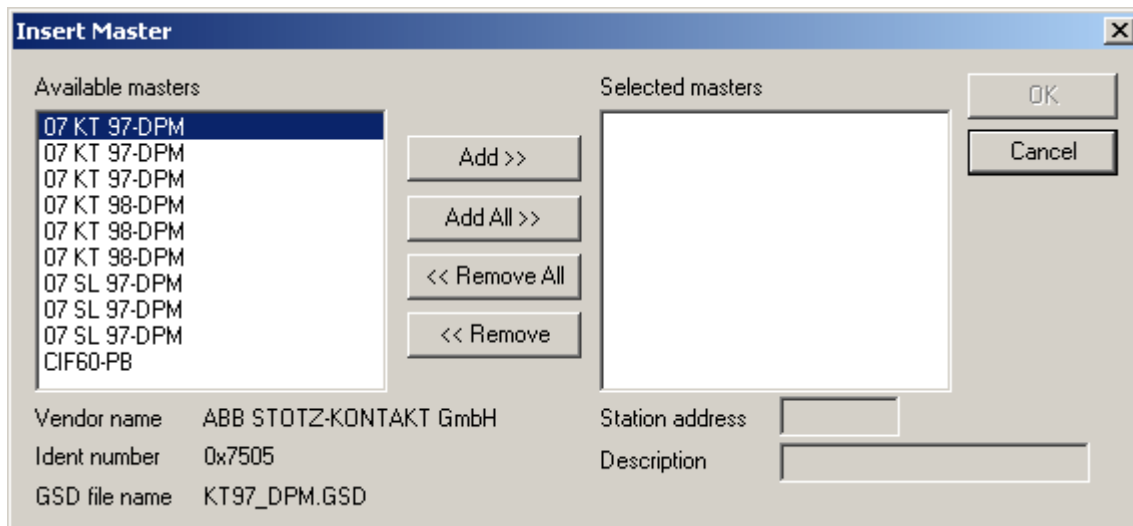 Insert Master
Available masters
07 KT 97-DPM
07 KT 97-DPM
07 KT 97-DPM
07 KT 98-DPM
07 KT 98-DPM
07 KT 98-DPM
07 SL 97-DPM
07 SL 97-DPM
07 SL 97-DPM
CIF60-PB
Add >>
Add All >>
<< Remove All
<< Remove
Selected masters
OK
Cancel
Vendor name ABB STOTZ-KONTAKT GmbH
Ident number 0x7505
GSD file name KT97_DPM.GSD
Station address
Description